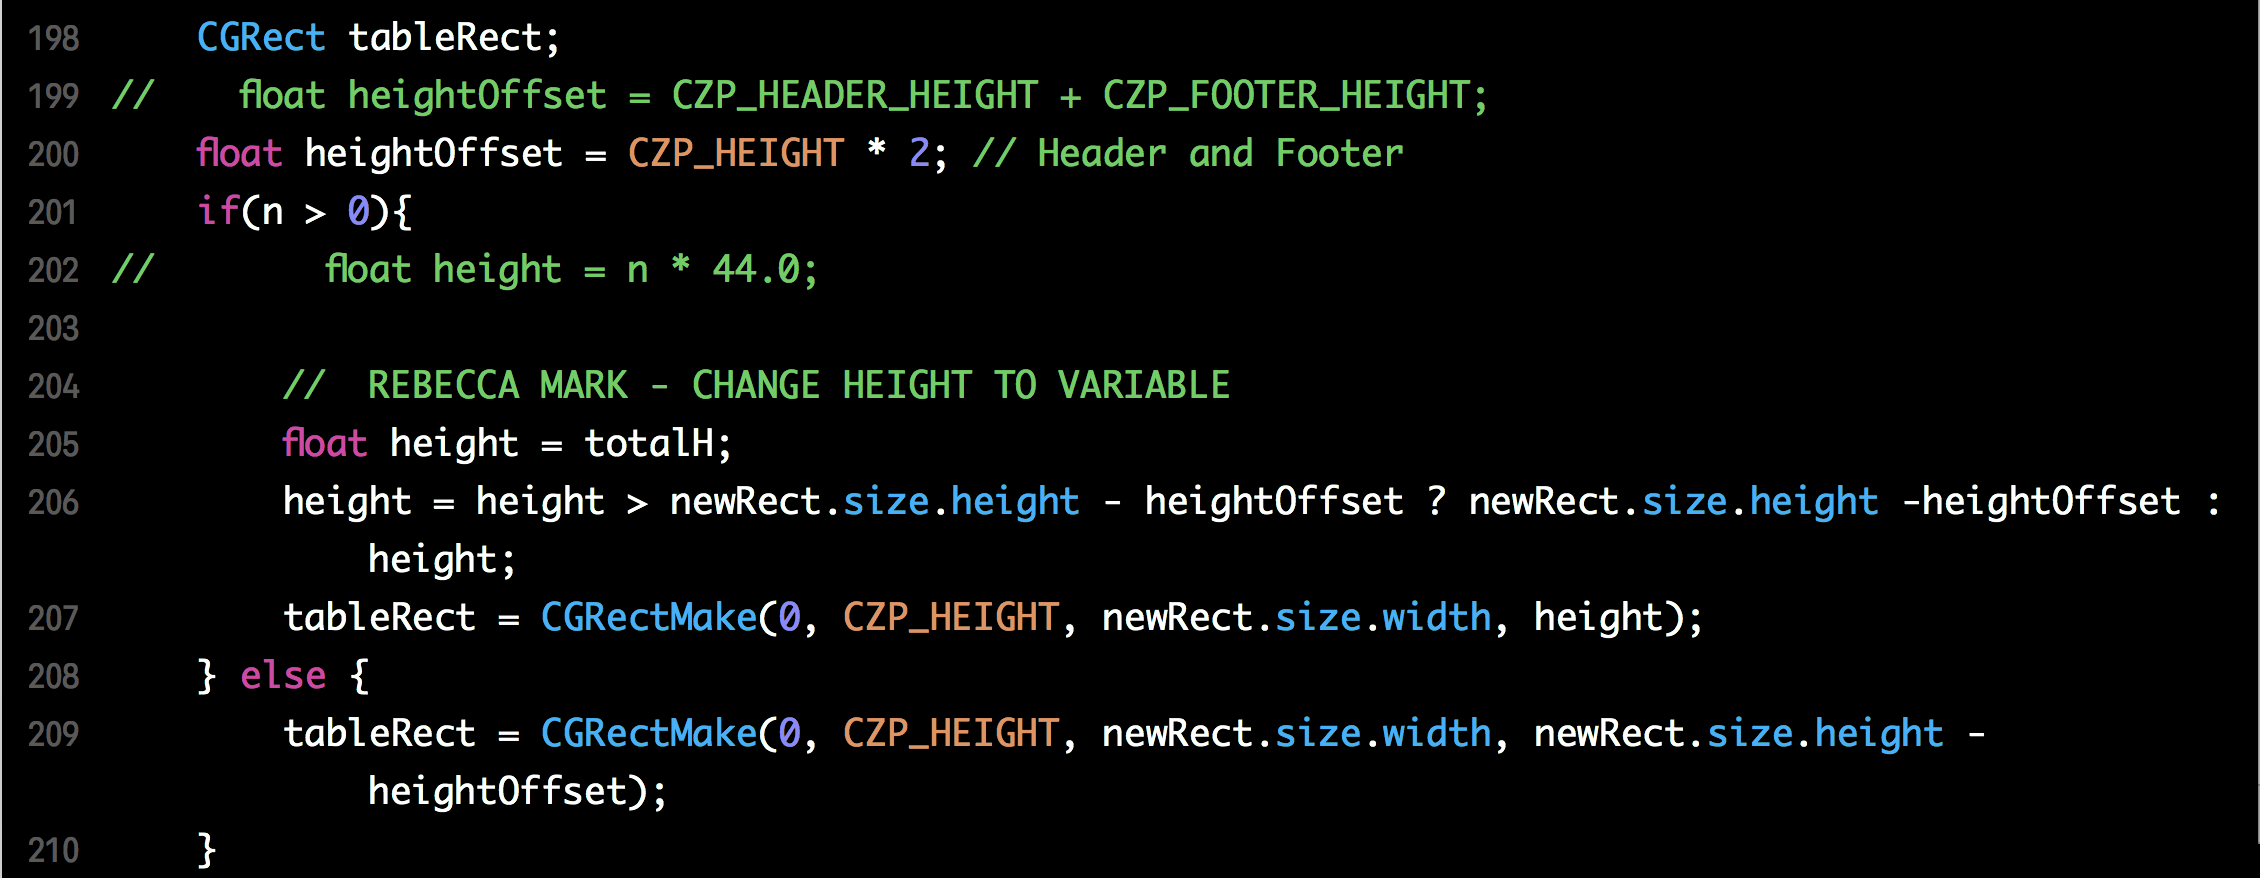 198 CGRect tableRect;
199 // float heightOffset = CZP_HEADER_HEIGHT + CZP_FOOTER_HEIGHT;
200 float heightOffset = CZP_HEIGHT * 2; // Header and Footer
201 if(n > 0){
202 // float height = n * 44.0;
203
204 // REBECCA MARK - CHANGE HEIGHT TO VARIABLE
205 float height = totalH;
206 height = height > newRect.size.height - heightOffset ? newRect.size.height -heightOffset :
height;
207 tableRect = CGRectMake(0, CZP_HEIGHT, newRect.size.width, height);
208 } else {
209 tableRect = CGRectMake(0, CZP_HEIGHT, newRect.size.width, newRect.size.height -
heightOffset);
210 }